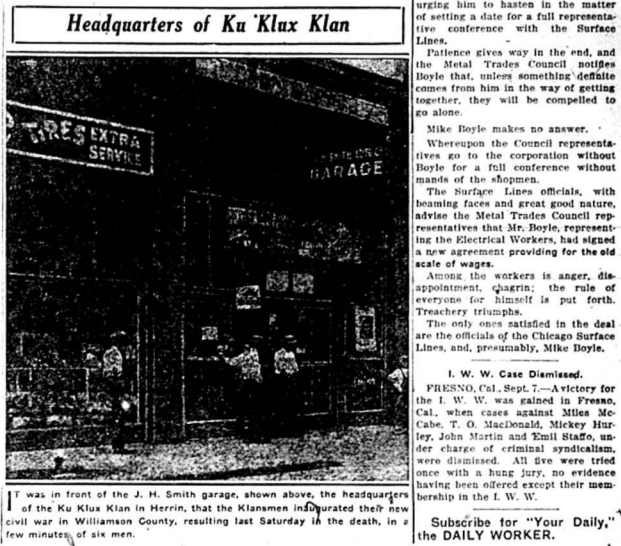 Headquarters of Ku Klux Klan
TIRES EXTRA
SERVICE
GARAGE
IT was in front of the J. H. Smith garage, shown above, the headquarters
of the Ku Klux Klan in Herrin, that the Klansmen inaugurated their new
civil war in Williamson County, resulting last Saturday in the death, in a
few minutes of six men.
urging him to hasten in the matter
of setting a date for a full representa-
tive conference with the Surface
Lines.
Patience gives way in the end, and
the Metal Trades Council notifies
Boyle that, unless something definite
comes from him in the way of getting
together, they will be compelled to
go alone.
Mike Boyle makes no answer.
Whereupon the Council representa-
tives go to the corporation without
Boyle for a full conference without
mands of the shopmen.
The Surface Lines officials, with
beaming faces and great good nature,
advise the Metal Trades Council rep-
resentatives that Mr. Boyle, represent-
ing the Electrical Workers, had signed
a new agreement providing for the old
scale of wages.
Among the workers is anger, dis-
appointment, chagrin; the rule of
everyone for himself is put forth.
Treachery triumphs.
The only ones satisfied in the deal
are the officials of the Chicago Surface
Lines, and, presumably, Mike Boyle.
I. W. W. Case Dismissed.
FRESNO, Cal., Sept. 7.—A victory for
the I. W. W. was gained in Fresno,
Cal., when cases against Miles Mc-
Cabe, T. O. MacDonald, Mickey Hur-
ley, John Martin and Emil Staffo, un-
der charge of criminal syndicalism,
were dismissed. All five were tried
once with a hung jury, no evidence
having been offered except their mem-
bership in the I. W. W.
Subscribe for "Your Daily,"
the DAILY WORKER.